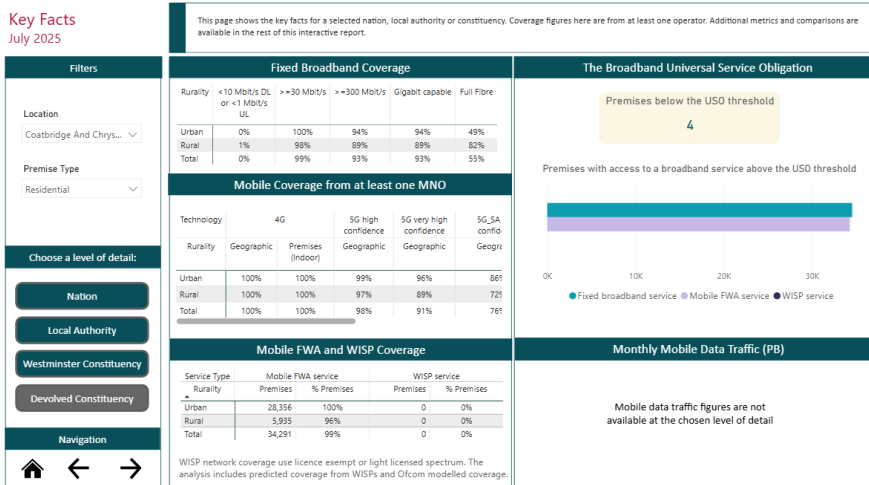 Key Facts
July 2025
This page shows the key facts for a selected nation, local authority or constituency. Coverage figures here are from at least one operator. Additional metrics and comparisons are
available in the rest of this interactive report.
Filters
Location
Coatbridge And Chrys...
Premise Type
Residential
Choose a level of detail:
Nation
Local Authority
Westminster Constituency
Devolved Constituency
Navigation
Fixed Broadband Coverage
Rurality <10 Mbit/s DL >=30 Mbit/s >=300 Mbit/s Gigabit capable Full Fibre
or <1 Mbit/s
UL
Urban 0% 100% 94% 94% 49%
Rural 1% 98% 89% 89% 82%
Total 0% 99% 93% 93% 55%
Mobile Coverage from at least one MNO
Technology 4G 5G high 5G very high 5G_SA
confidence confidence confid
Rurality Geographic Premises Geographic Geographic Geogra
(Indoor)
Urban 100% 100% 99% 96% 86%
Rural 100% 100% 97% 89% 72%
Total 100% 100% 98% 91% 76%
Mobile FWA and WISP Coverage
Service Type Mobile FWA service WISP service
Rurality Premises % Premises Premises % Premises
Urban 28,356 100% 0 0%
Rural 5,935 96% 0 0%
Total 34,291 99% 0 0%
WISP network coverage use licence exempt or light licensed spectrum. The
analysis includes predicted coverage from WISPs and Ofcom modelled coverage.
The Broadband Universal Service Obligation
Premises below the USO threshold
4
Premises with access to a broadband service above the USO threshold
0K 10K 20K 30K
Fixed broadband service Mobile FWA service WISP service
Monthly Mobile Data Traffic (PB)
Mobile data traffic figures are not
available at the chosen level of detail